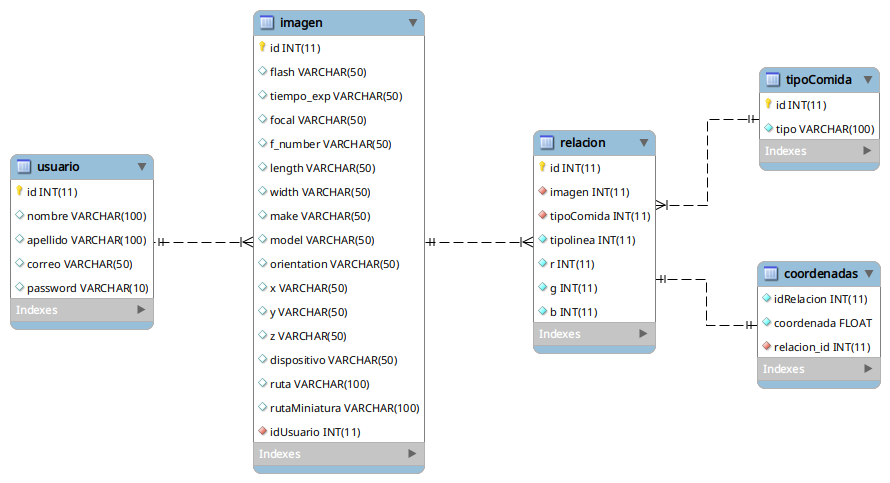 usuario
id INT(11)
nombre VARCHAR(100)
apellido VARCHAR(100)
correo VARCHAR(50)
password VARCHAR(10)
Indexes
imagen
id INT(11)
flash VARCHAR(50)
tiempo_exp VARCHAR(50)
focal VARCHAR(50)
f_number VARCHAR(50)
length VARCHAR(50)
width VARCHAR(50)
make VARCHAR(50)
model VARCHAR(50)
orientation VARCHAR(50)
x VARCHAR(50)
y VARCHAR(50)
z VARCHAR(50)
dispositivo VARCHAR(50)
ruta VARCHAR(100)
rutaMiniatura VARCHAR(100)
idUsuario INT(11)
Indexes
relacion
id INT(11)
imagen INT(11)
tipoComida INT(11)
tipolinea INT(11)
r INT(11)
g INT(11)
b INT(11)
Indexes
tipoComida
id INT(11)
tipo VARCHAR(100)
Indexes
coordenadas
idRelacion INT(11)
coordenada FLOAT
relacion_id INT(11)
Indexes